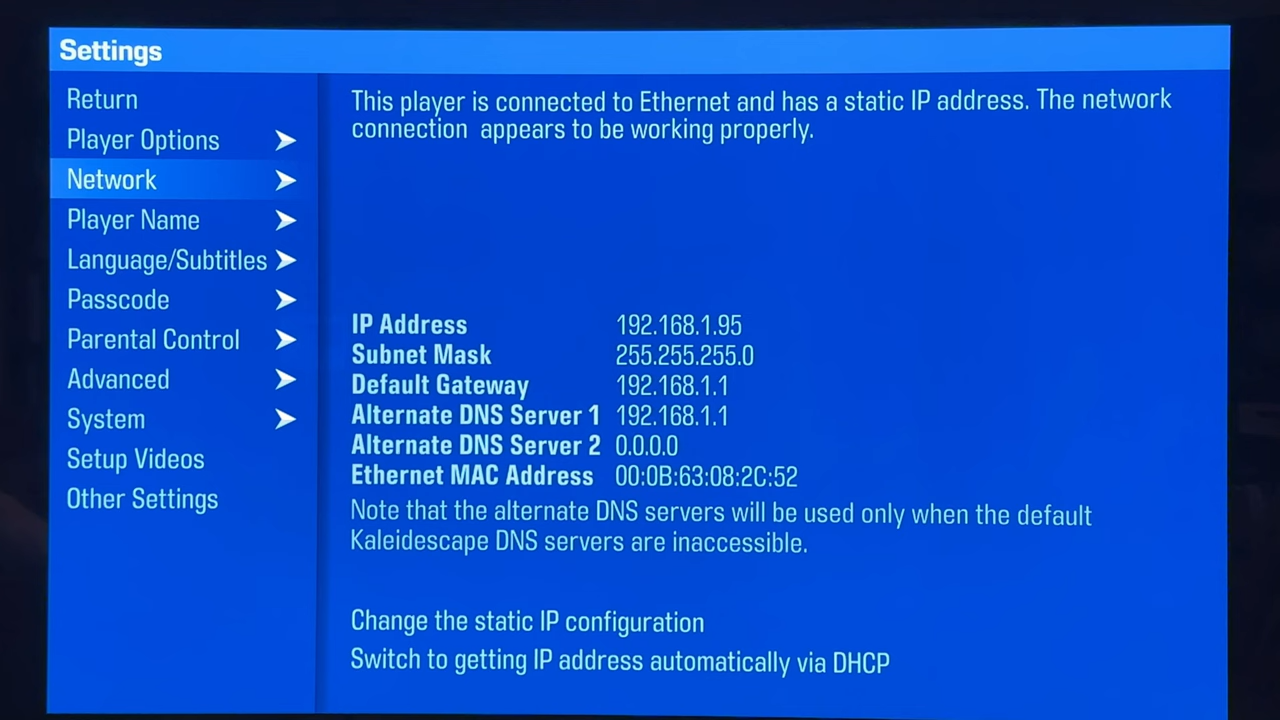 Settings
Return
Player Options
Network
Player Name
Language/Subtitles
Passcode
Parental Control
Advanced
System
Setup Videos
Other Settings
This player is connected to Ethernet and has a static IP address. The network
connection appears to be working properly.
IP Address 192.168.1.95
Subnet Mask 255.255.255.0
Default Gateway 192.168.1.1
Alternate DNS Server 1 192.168.1.1
Alternate DNS Server 2 0.0.0.0
Ethernet MAC Address 00:0B:63:08:2C:52
Note that the alternate DNS servers will be used only when the default
Kaleidescape DNS servers are inaccessible.
Change the static IP configuration
Switch to getting IP address automatically via DHCP